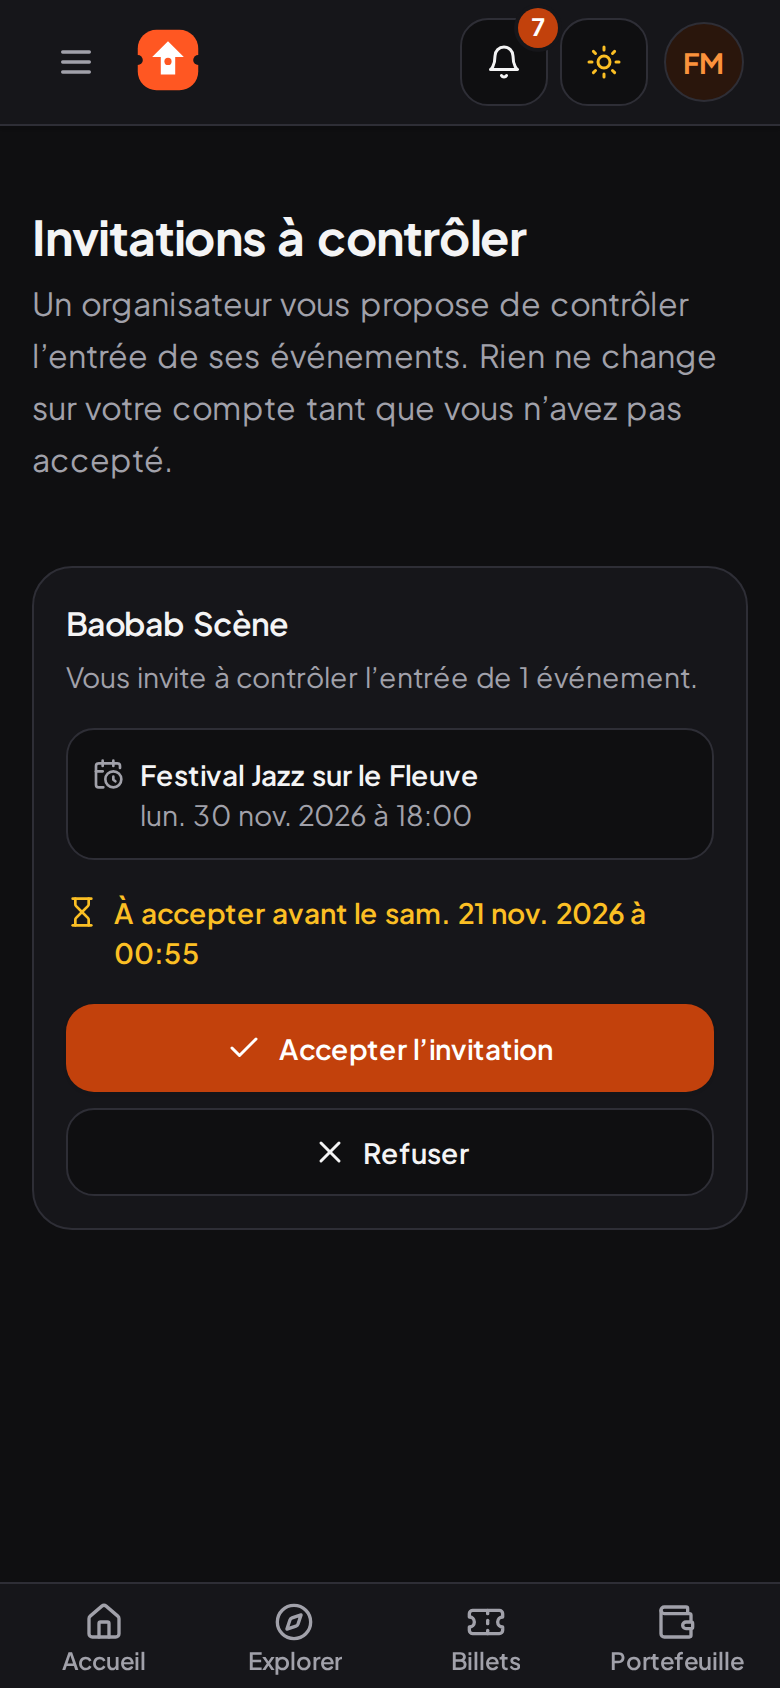 7
FM
Invitations à contrôler
Un organisateur vous propose de contrôler
l’entrée de ses événements. Rien ne change
sur votre compte tant que vous n’avez pas
accepté.
Baobab Scène
Vous invite à contrôler l’entrée de 1 événement.
Festival Jazz sur le Fleuve
lun. 30 nov. 2026 à 18:00
À accepter avant le sam. 21 nov. 2026 à
00:55
Accepter l’invitation
Refuser
Accueil
Explorer
Billets
Portefeuille